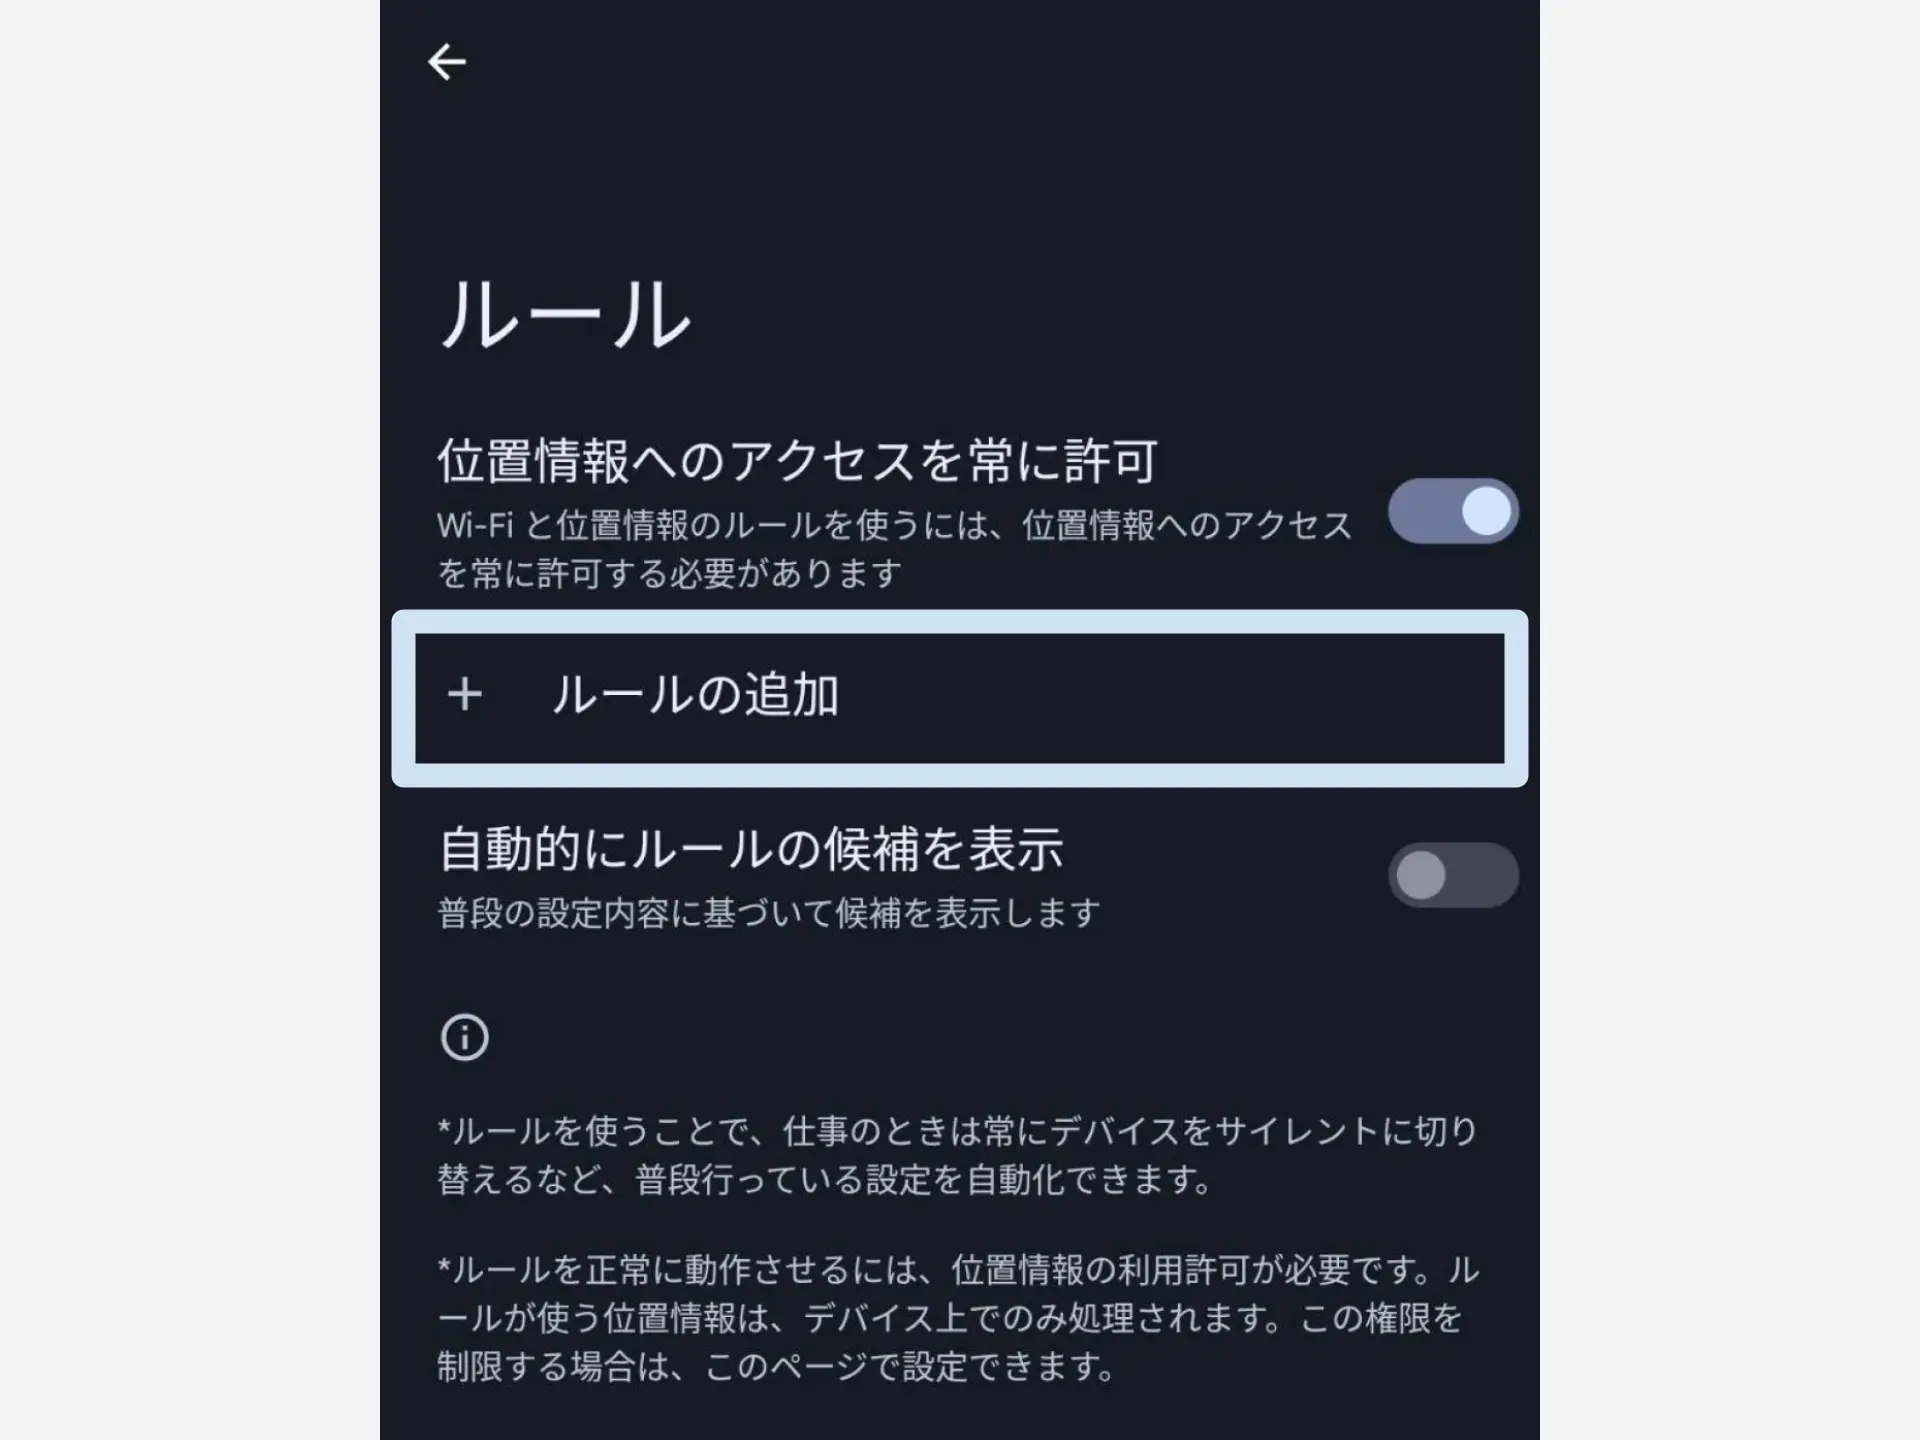 ルール
位置情報へのアクセスを常に許可
Wi-Fi と位置情報のルールを使うには、位置情報へのアクセス
を常に許可する必要があります
+ ルールの追加
自動的にルールの候補を表示
普段の設定内容に基づいて候補を表示します
*ルールを使うことで、仕事のときは常にデバイスをサイレントに切り
替えるなど、普段行っている設定を自動化できます。
*ルールを正常に動作させるには、位置情報の利用許可が必要です。ル
ールが使う位置情報は、デバイス上でのみ処理されます。この権限を
制限する場合は、このページで設定できます。